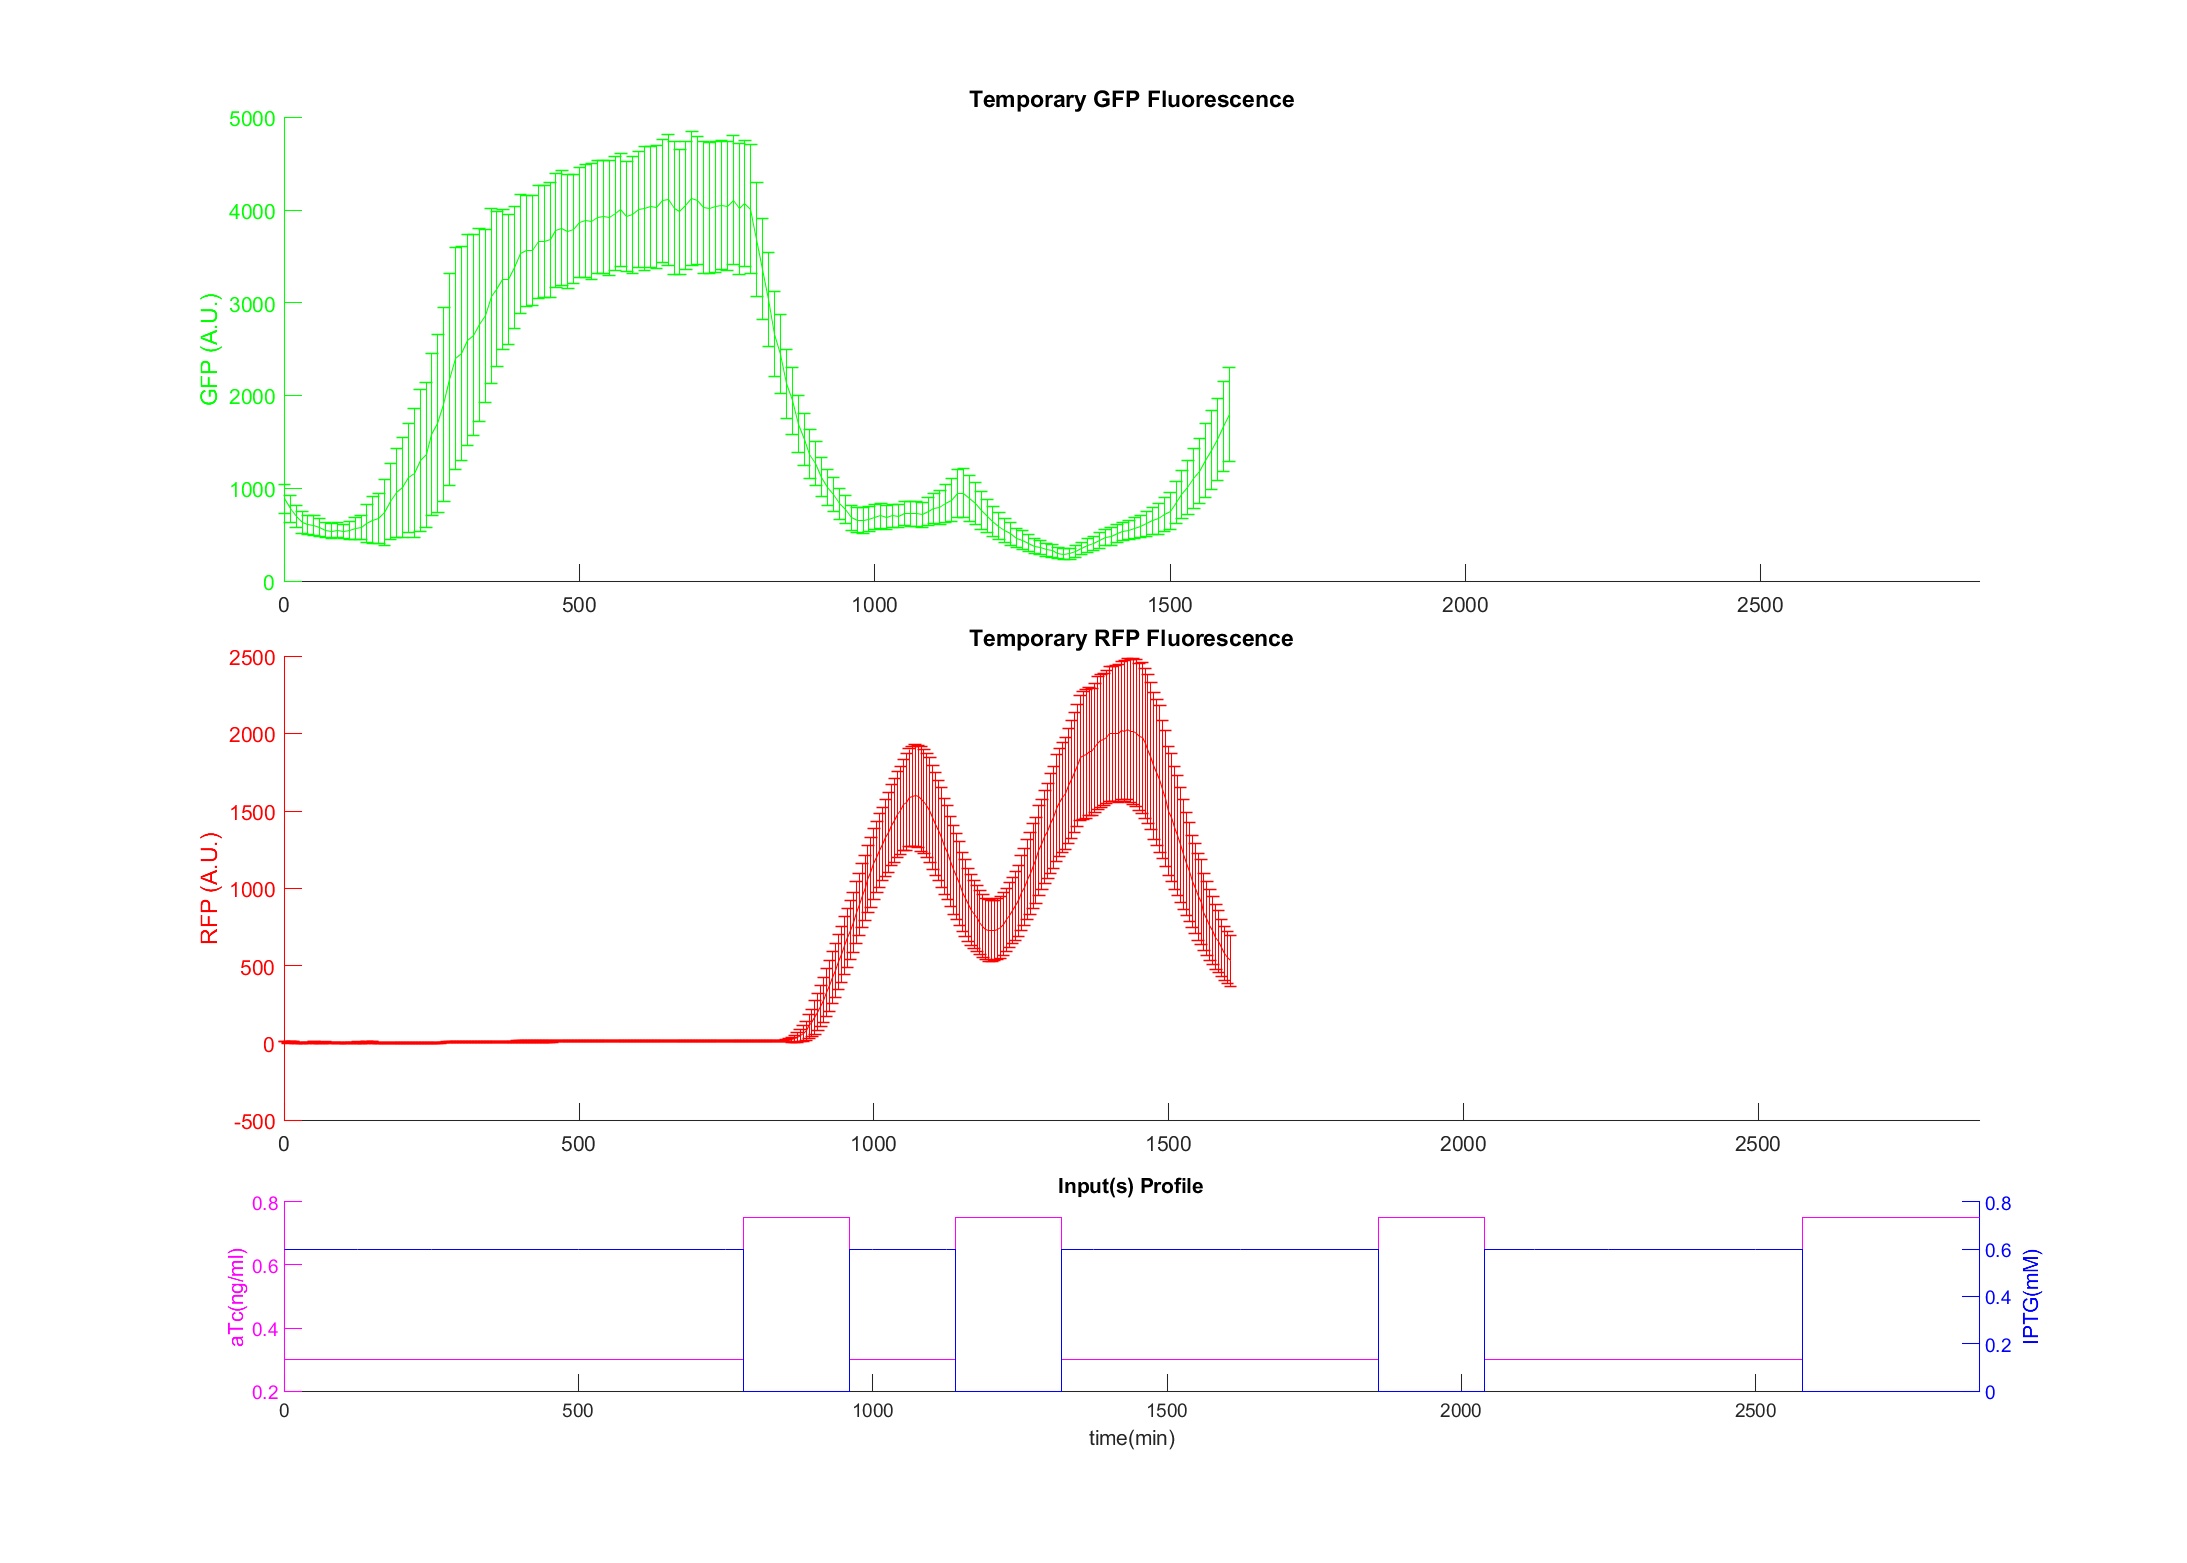 Temporary GFP Fluorescence
5000
4000
3000
2000
1000
0
GFP (A.U.)
0 500 1000 1500 2000 2500
Temporary RFP Fluorescence
2500
2000
1500
1000
500
0
-500
RFP (A.U.)
0 500 1000 1500 2000 2500
Input(s) Profile
0.8
0.6
0.4
0.2
aTc(ng/ml)
0.8
0.6
0.4
0.2
0
IPTG(mM)
0 500 1000 1500 2000 2500
time(min)